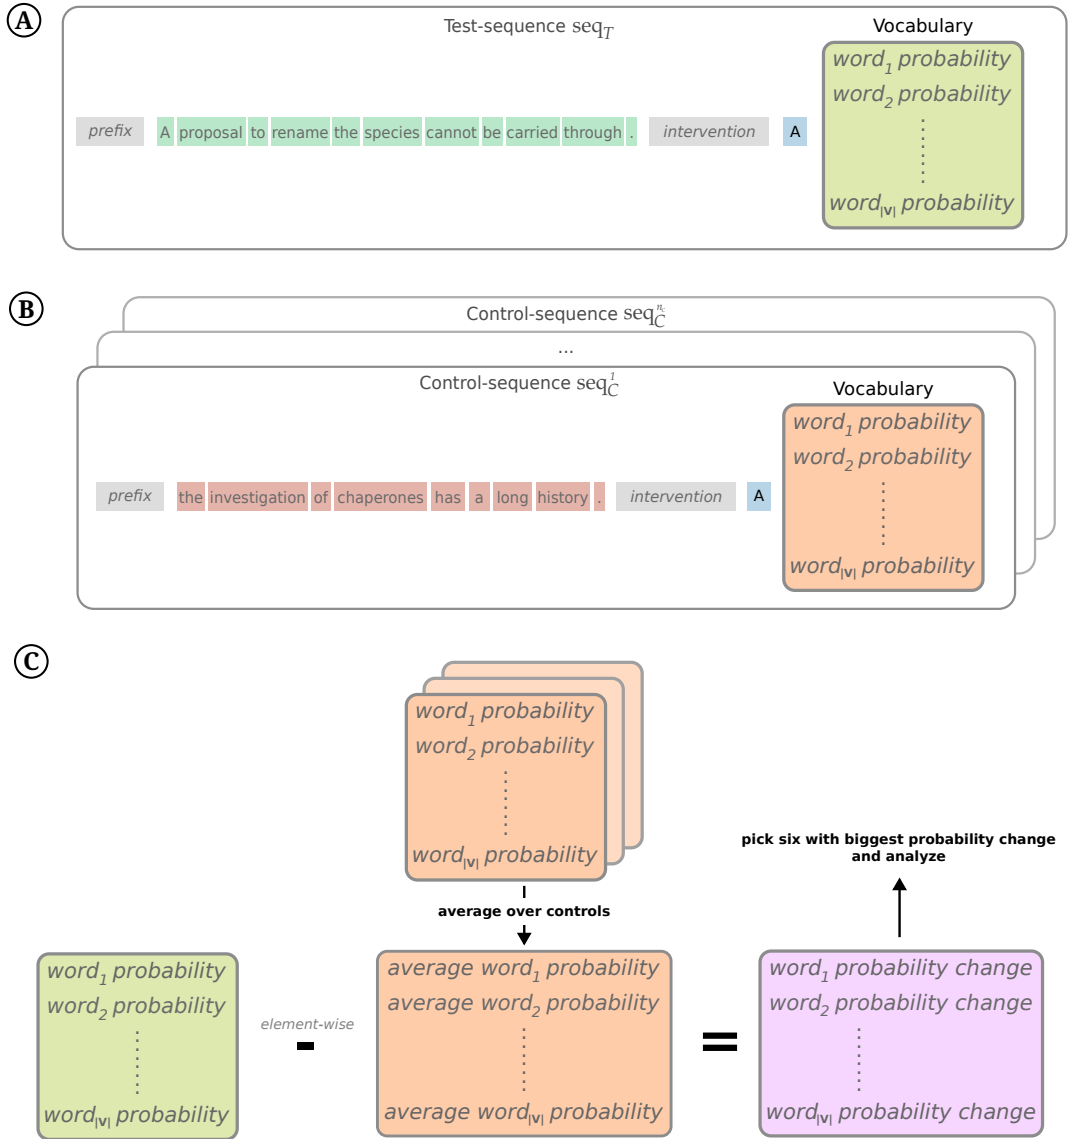 A
Test-sequence seq_T
Vocabulary
word_1 probability
word_2 probability
word_|v| probability
prefix A proposal to rename the species cannot be carried through . intervention A
B
Control-sequence seq_C^{n_c}
...
Control-sequence seq_C^1
Vocabulary
word_1 probability
word_2 probability
word_|v| probability
prefix the investigation of chaperones has a long history . intervention A
C
word_1 probability
word_2 probability
word_|v| probability
average over controls
pick six with biggest probability change
and analyze
word_1 probability
word_2 probability
word_|v| probability
element-wise
-
average word_1 probability
average word_2 probability
average word_|v| probability
=
word_1 probability change
word_2 probability change
word_|v| probability change